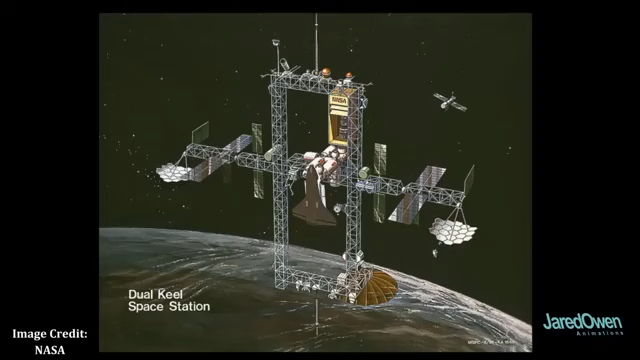 NASA
Dual Keel
Space Station
Image Credit:
NASA
JaredOwen
Animations